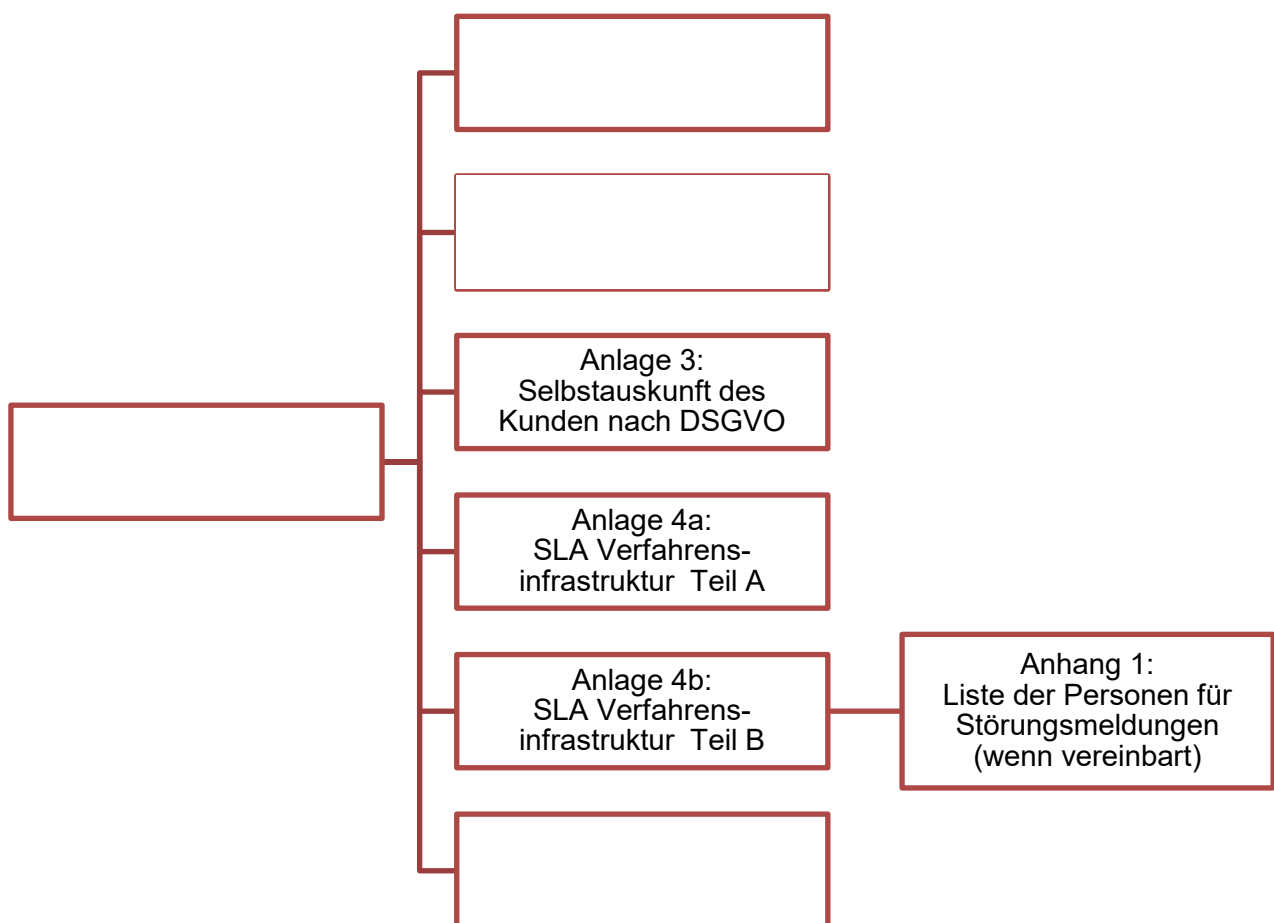 Anlage 3:
Selbstauskunft des
Kunden nach DSGVO
Anlage 4a:
SLA Verfahrens-
infrastruktur  Teil A
Anlage 4b:
SLA Verfahrens-
infrastruktur  Teil B
Anhang 1:
Liste der Personen für
Störungsmeldungen
(wenn vereinbart)